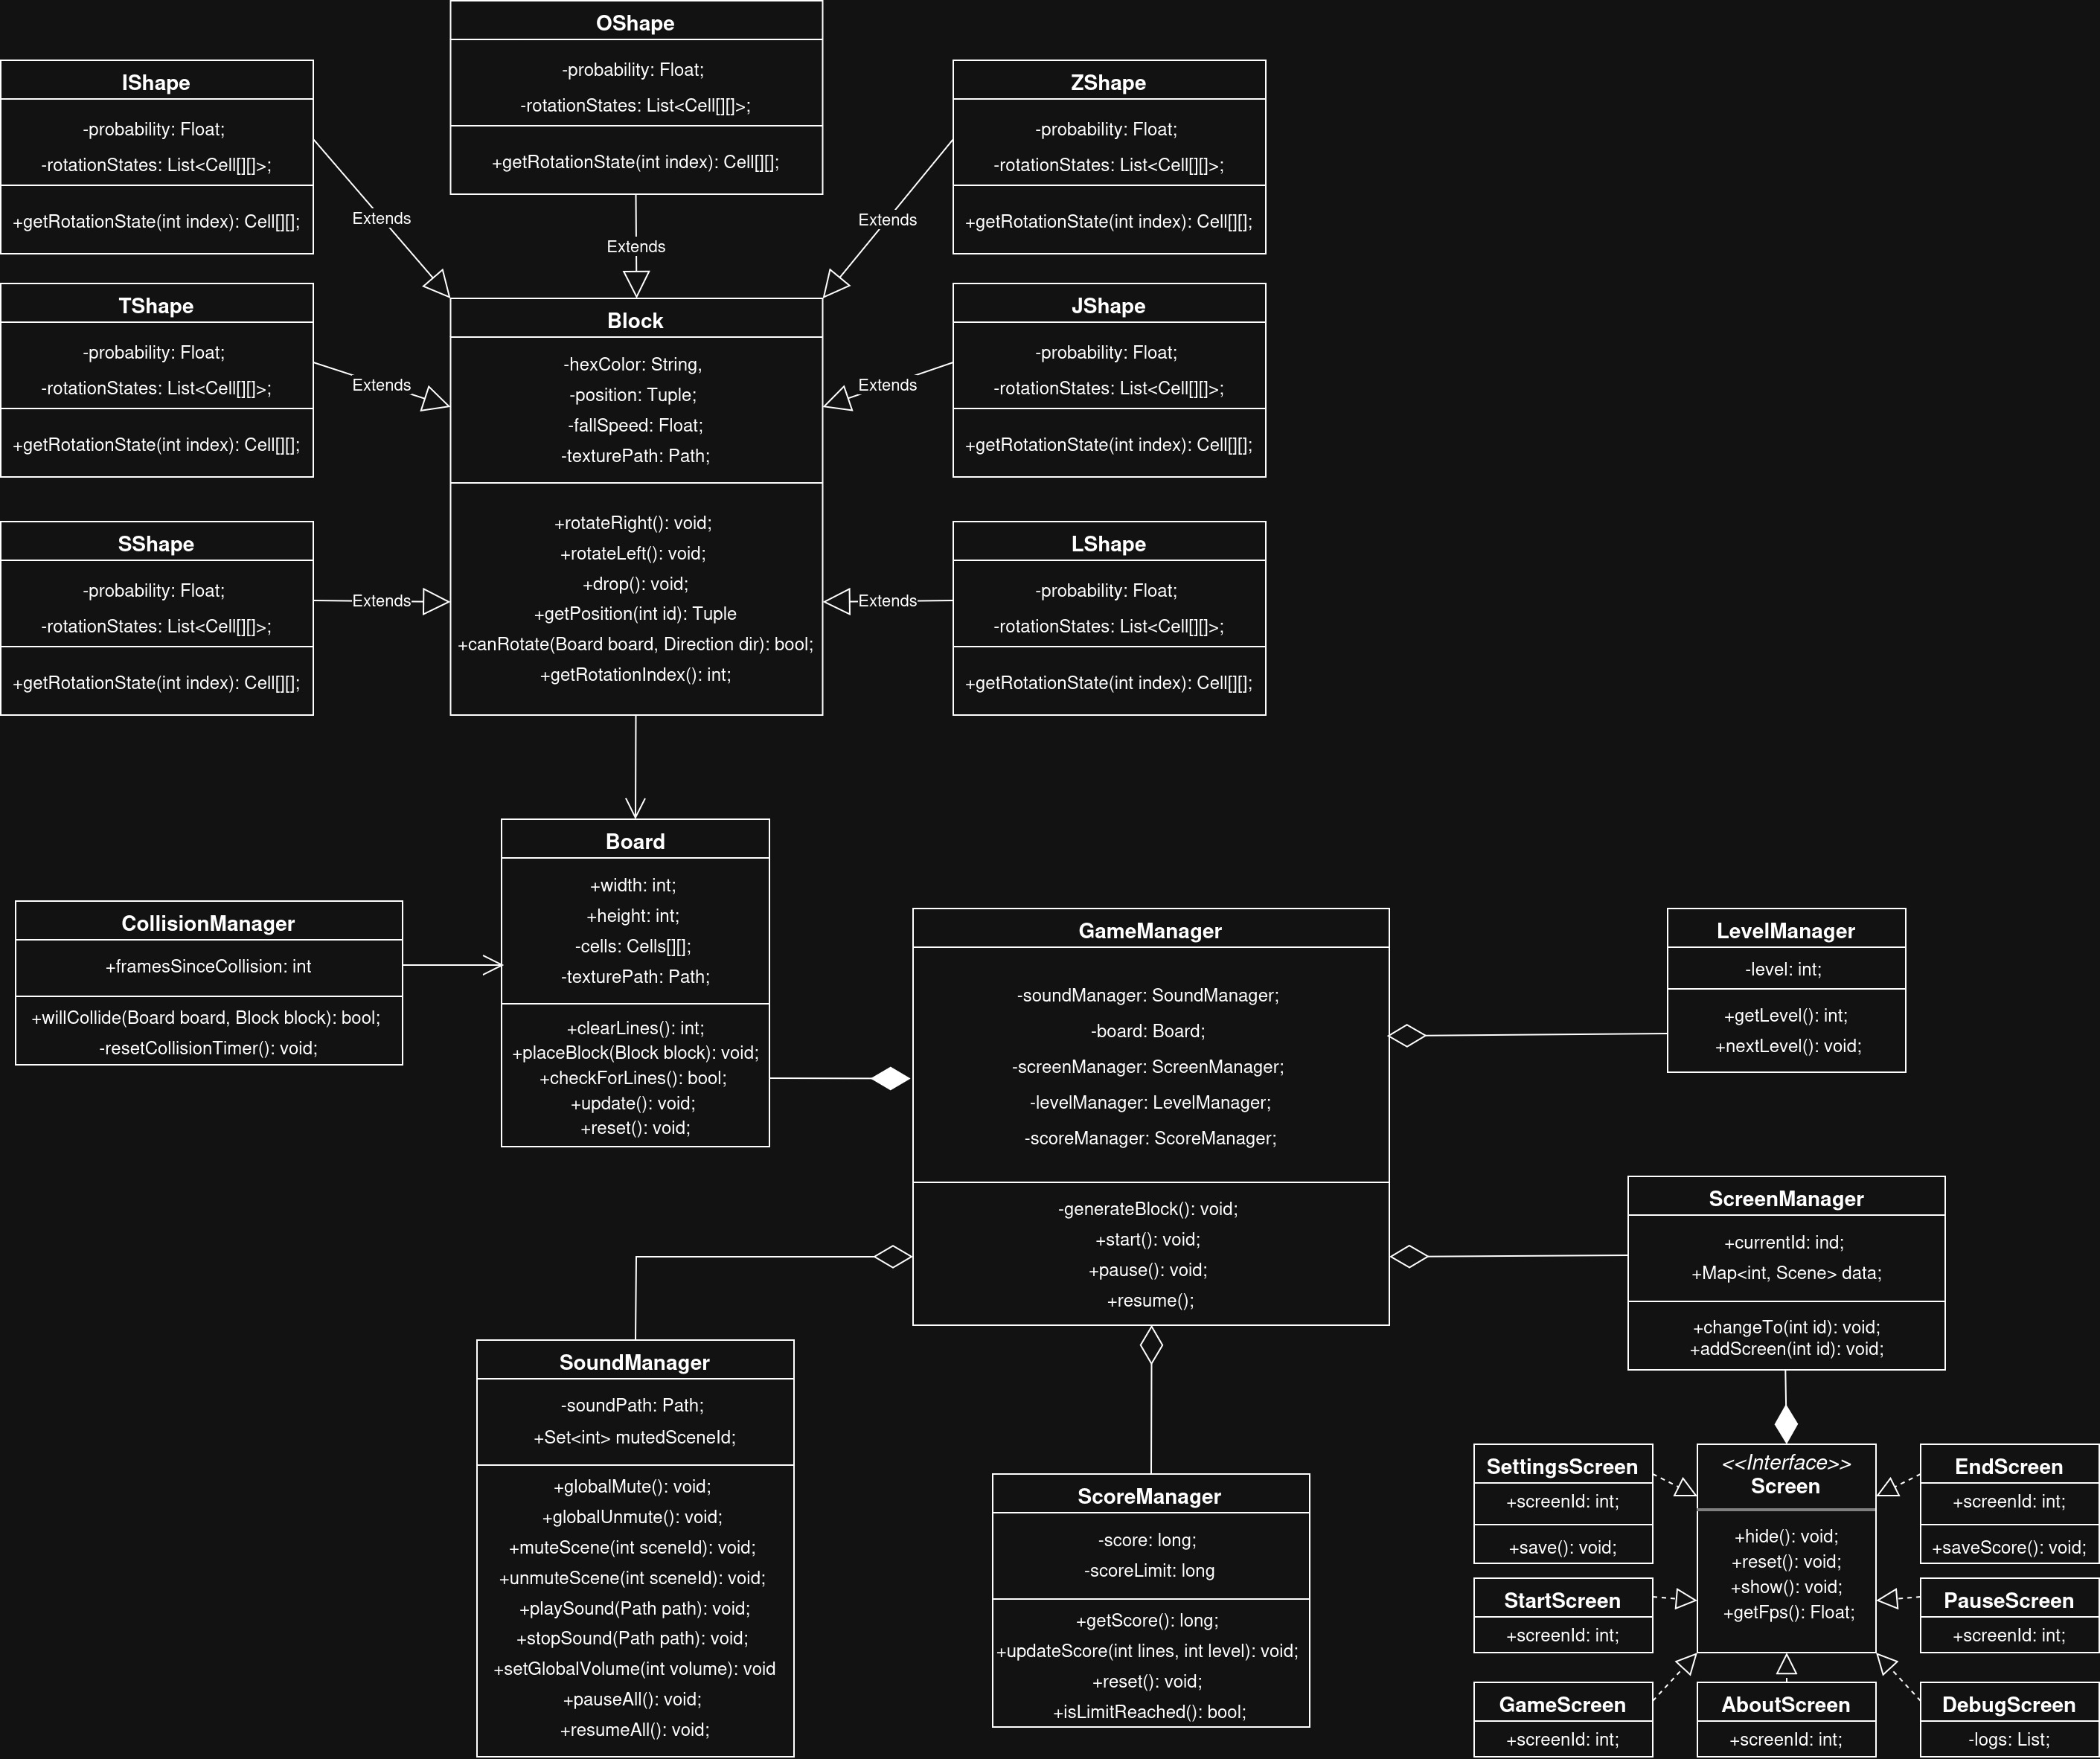 OShape
-probability: Float;
-rotationStates: List<Cell[][]>;
+getRotationState(int index): Cell[][];
IShape
-probability: Float;
-rotationStates: List<Cell[][]>;
+getRotationState(int index): Cell[][];
ZShape
-probability: Float;
-rotationStates: List<Cell[][]>;
+getRotationState(int index): Cell[][];
Extends
Extends
Extends
TShape
-probability: Float;
-rotationStates: List<Cell[][]>;
+getRotationState(int index): Cell[][];
Extends
Block
-hexColor: String,
-position: Tuple;
-fallSpeed: Float;
-texturePath: Path;
+rotateRight(): void;
+rotateLeft(): void;
+drop(): void;
+getPosition(int id): Tuple
+canRotate(Board board, Direction dir): bool;
+getRotationIndex(): int;
Extends
JShape
-probability: Float;
-rotationStates: List<Cell[][]>;
+getRotationState(int index): Cell[][];
SShape
-probability: Float;
-rotationStates: List<Cell[][]>;
+getRotationState(int index): Cell[][];
Extends
Extends
LShape
-probability: Float;
-rotationStates: List<Cell[][]>;
+getRotationState(int index): Cell[][];
Board
+width: int;
+height: int;
-cells: Cells[][];
-texturePath: Path;
+clearLines(): int;
+placeBlock(Block block): void;
+checkForLines(): bool;
+update(): void;
+reset(): void;
CollisionManager
+framesSinceCollision: int
+willCollide(Board board, Block block): bool;
-resetCollisionTimer(): void;
GameManager
-soundManager: SoundManager;
-board: Board;
-screenManager: ScreenManager;
-levelManager: LevelManager;
-scoreManager: ScoreManager;
-generateBlock(): void;
+start(): void;
+pause(): void;
+resume();
LevelManager
-level: int;
+getLevel(): int;
+nextLevel(): void;
ScreenManager
+currentId: ind;
+Map<int, Scene> data;
+changeTo(int id): void;
+addScreen(int id): void;
SoundManager
-soundPath: Path;
+Set<int> mutedSceneId;
+globalMute(): void;
+globalUnmute(): void;
+muteScene(int sceneId): void;
+unmuteScene(int sceneId): void;
+playSound(Path path): void;
+stopSound(Path path): void;
+setGlobalVolume(int volume): void
+pauseAll(): void;
+resumeAll(): void;
ScoreManager
-score: long;
-scoreLimit: long
+getScore(): long;
+updateScore(int lines, int level): void;
+reset(): void;
+isLimitReached(): bool;
SettingsScreen
+screenId: int;
+save(): void;
<<Interface>>
Screen
+hide(): void;
+reset(): void;
+show(): void;
+getFps(): Float;
EndScreen
+screenId: int;
+saveScore(): void;
StartScreen
+screenId: int;
PauseScreen
+screenId: int;
GameScreen
+screenId: int;
AboutScreen
+screenId: int;
DebugScreen
-logs: List;